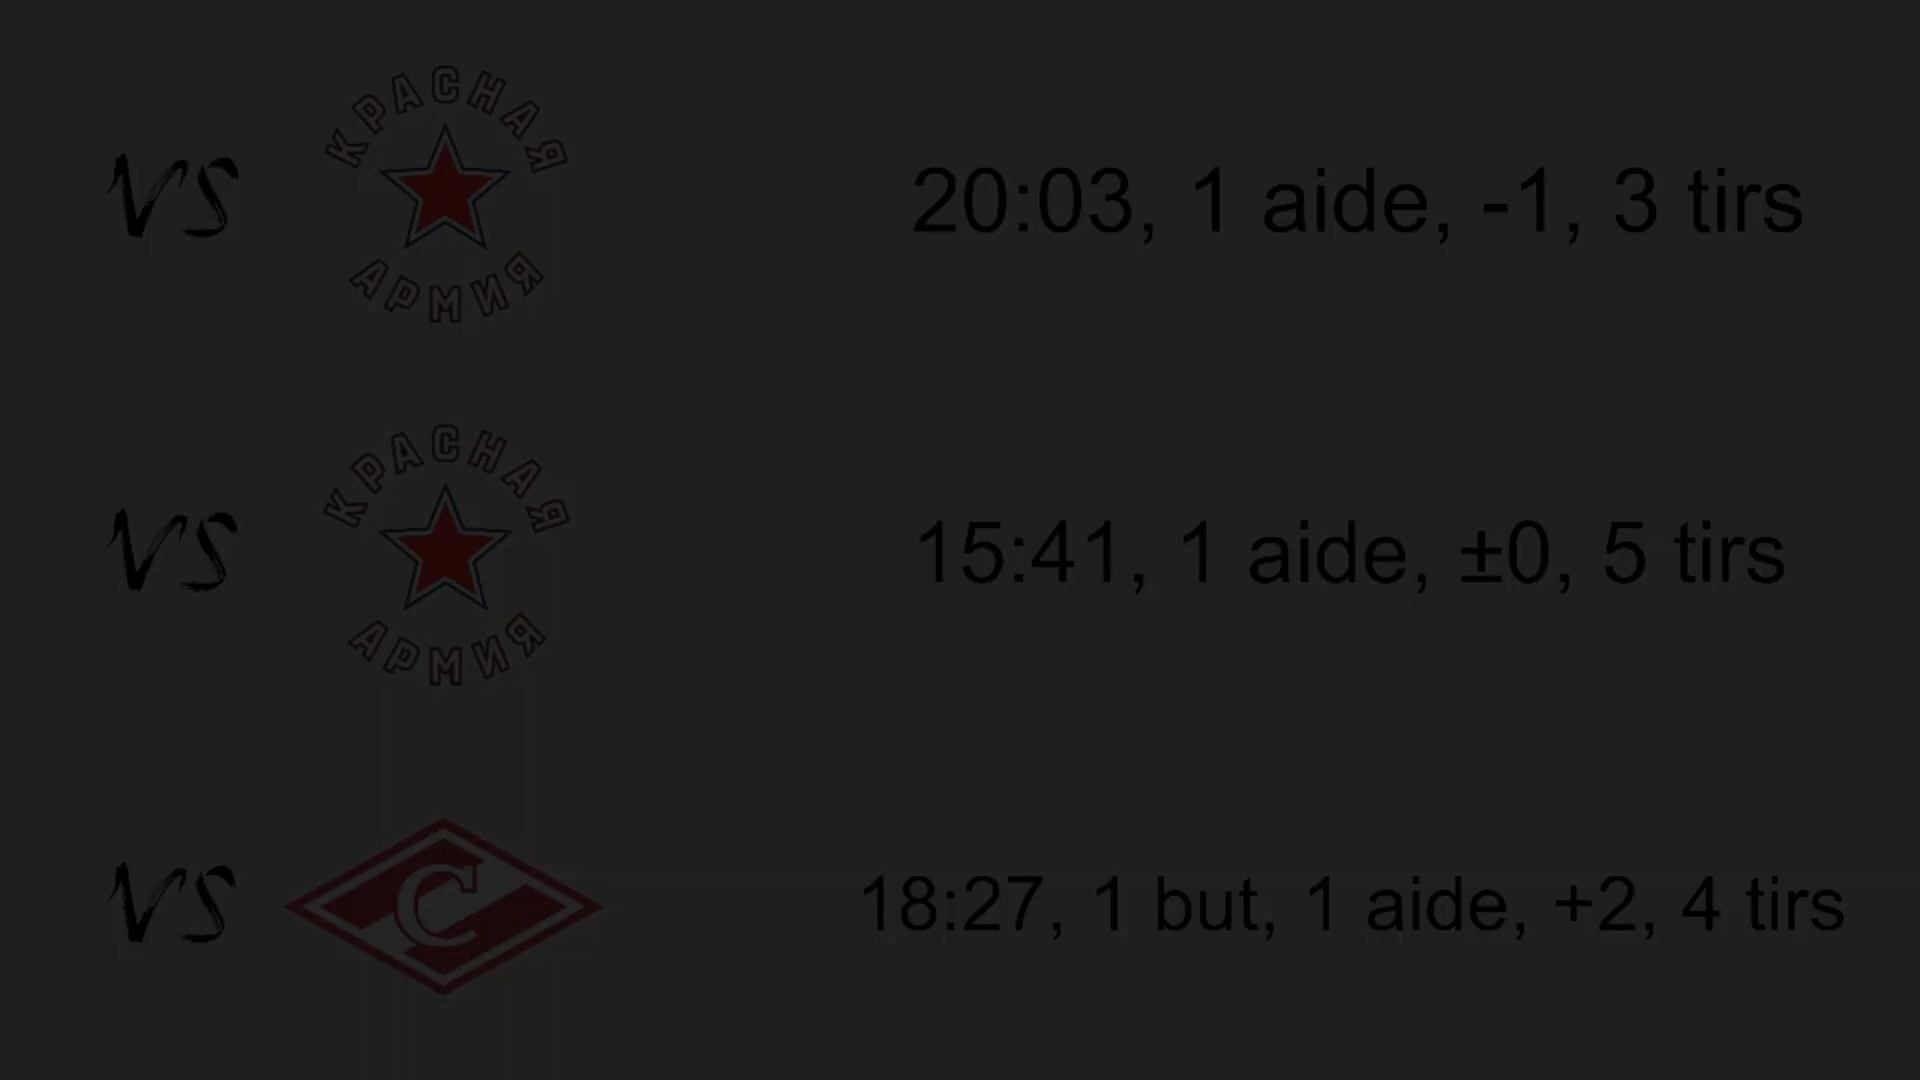 VS
КРАСНАЯ
АРМИЯ
20:03, 1 aide, -1, 3 tirs
VS
КРАСНАЯ
АРМИЯ
15:41, 1 aide, ±0, 5 tirs
VS
С
18:27, 1 but, 1 aide, +2, 4 tirs